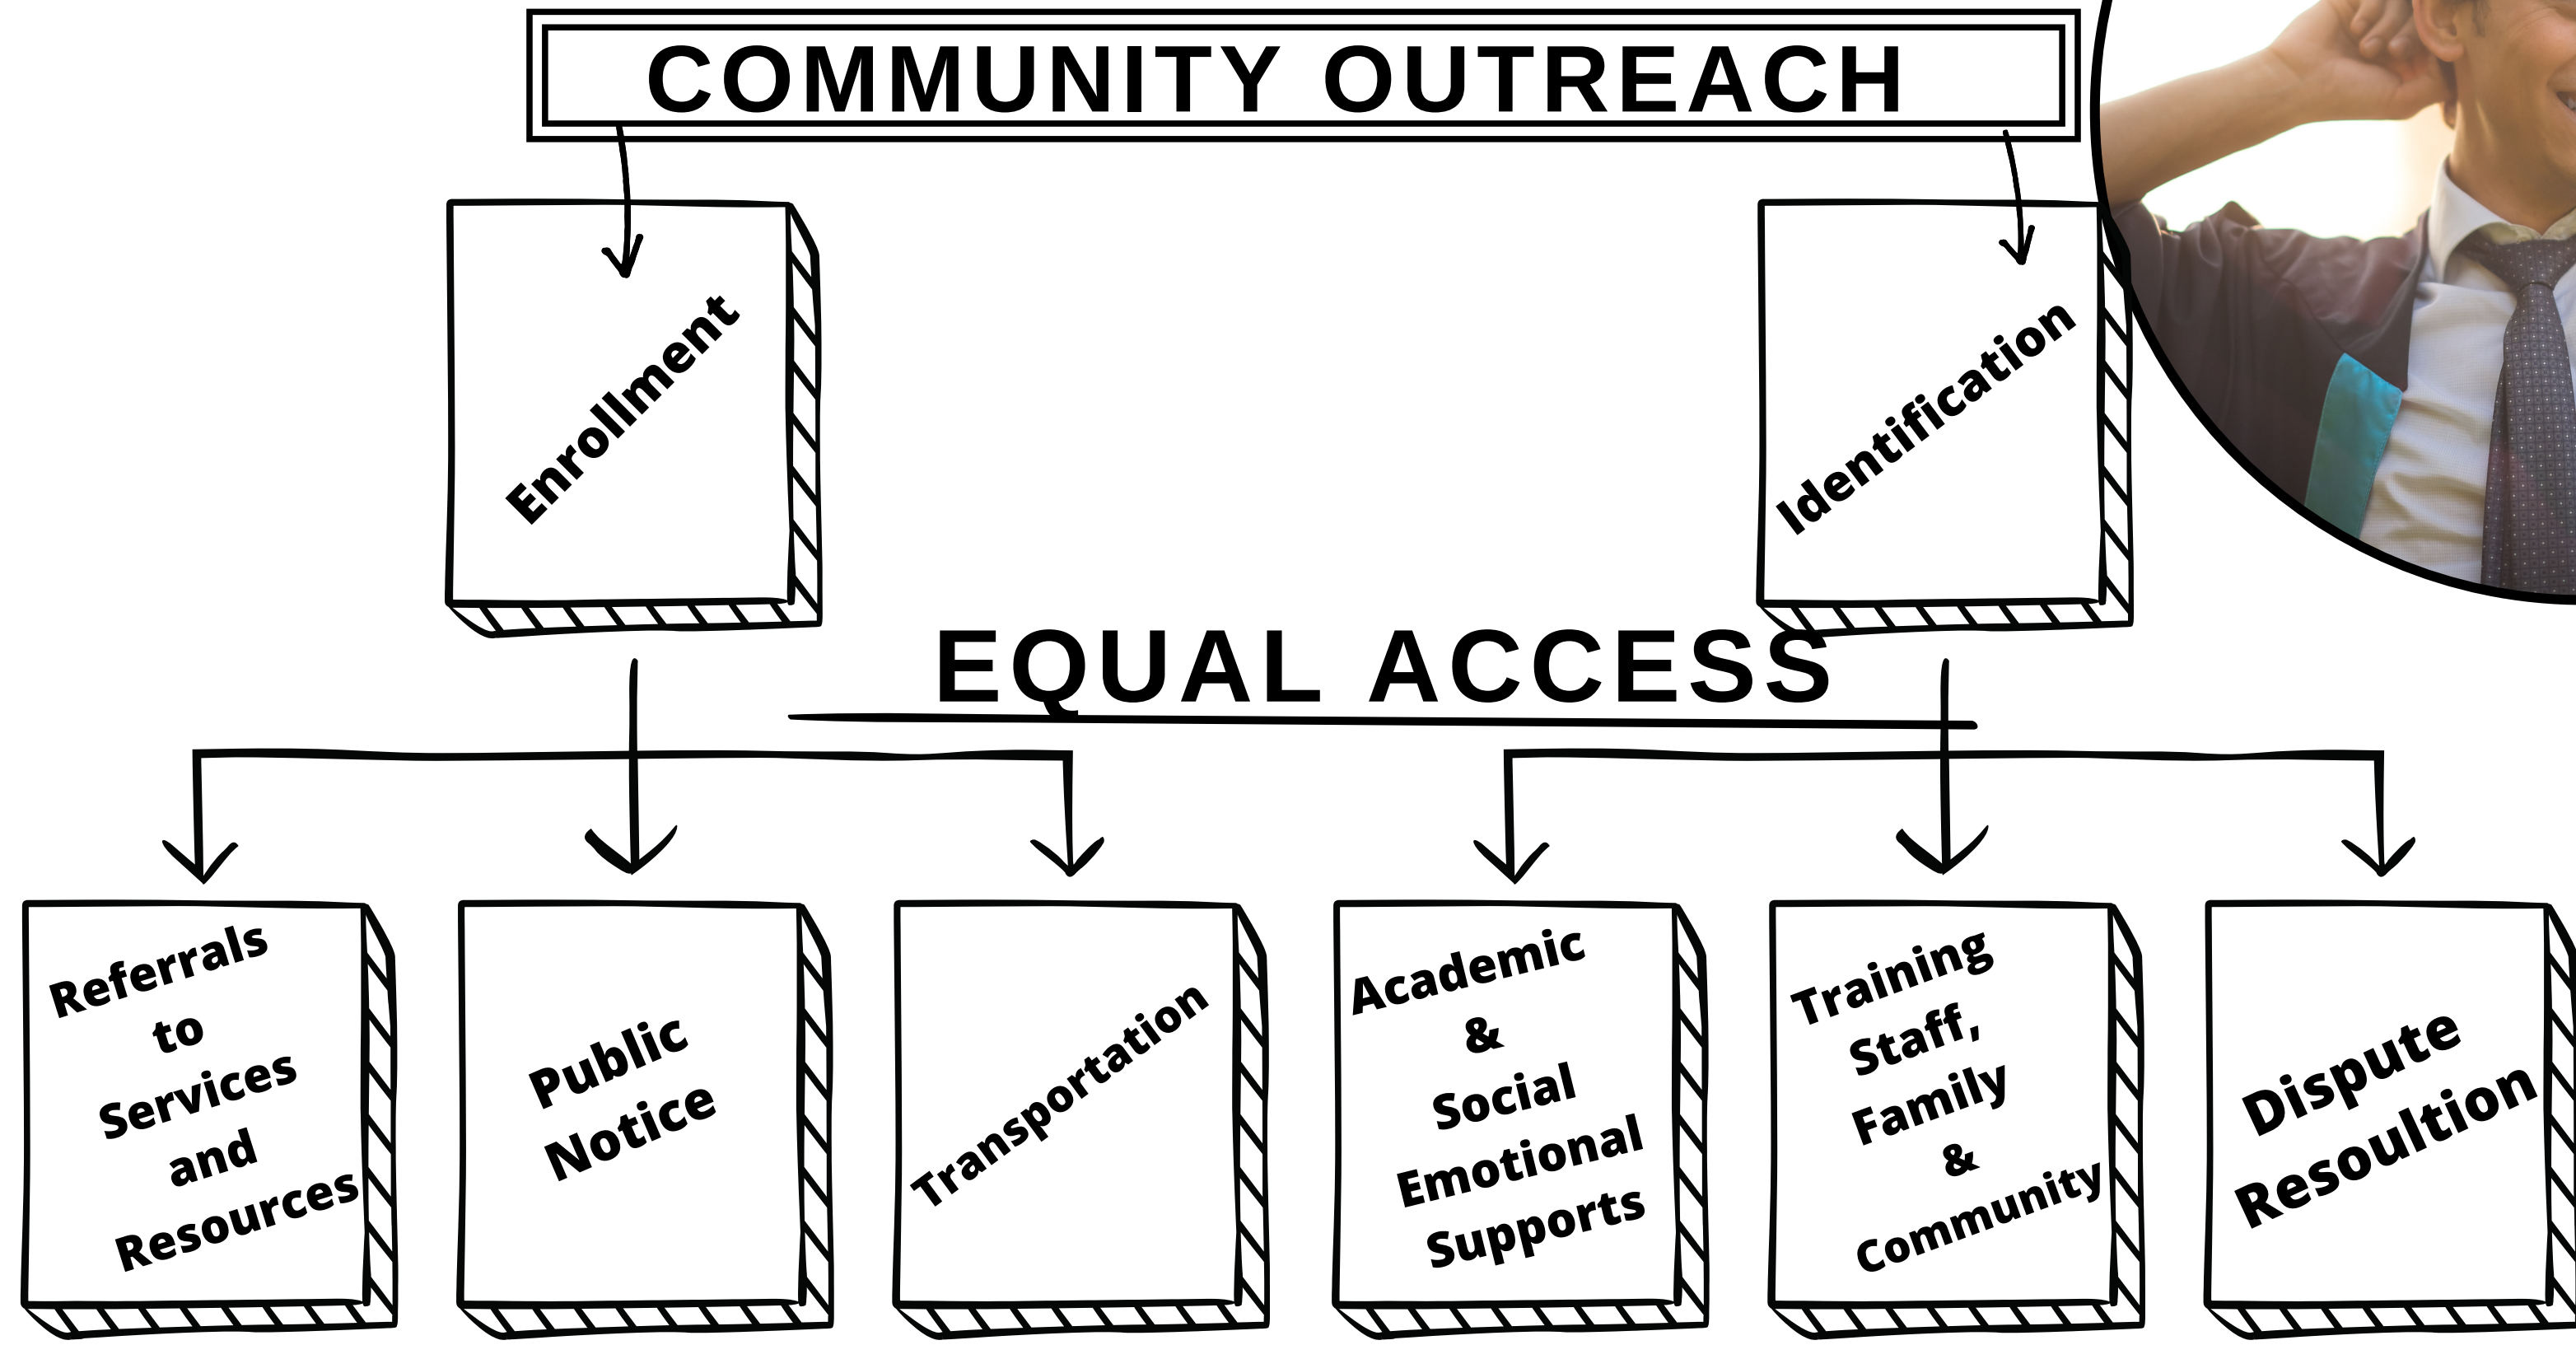 COMMUNITY OUTREACH
Enrollment
Identification
EQUAL ACCESS
Referrals
to
Services
and
Resources
Public
Notice
Transportation
Academic
&
Social
Emotional
Supports
Training
Staff,
Family
&
Community
Dispute
Resoultion